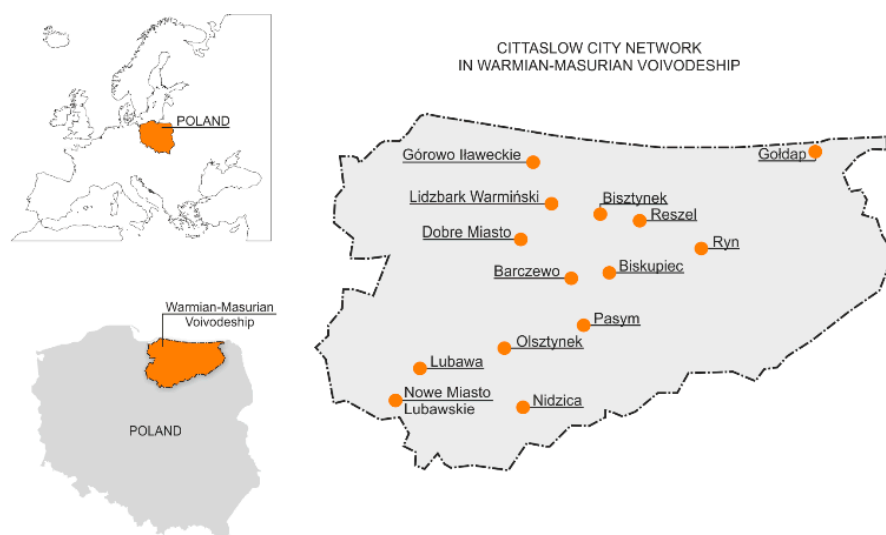 POLAND
CITTASLOW CITY NETWORK
IN WARMIAN-MASURIAN VOIVODESHIP
Górowo Iławeckie
Gołdap
Lidzbark Warmiński
Bisztynek
Reszel
Dobre Miasto
Ryn
Barczewo
Biskupiec
Pasym
Olsztynek
Lubawa
Nowe Miasto
Lubawskie
Nidzica
Warmian-Masurian
Voivodeship
POLAND